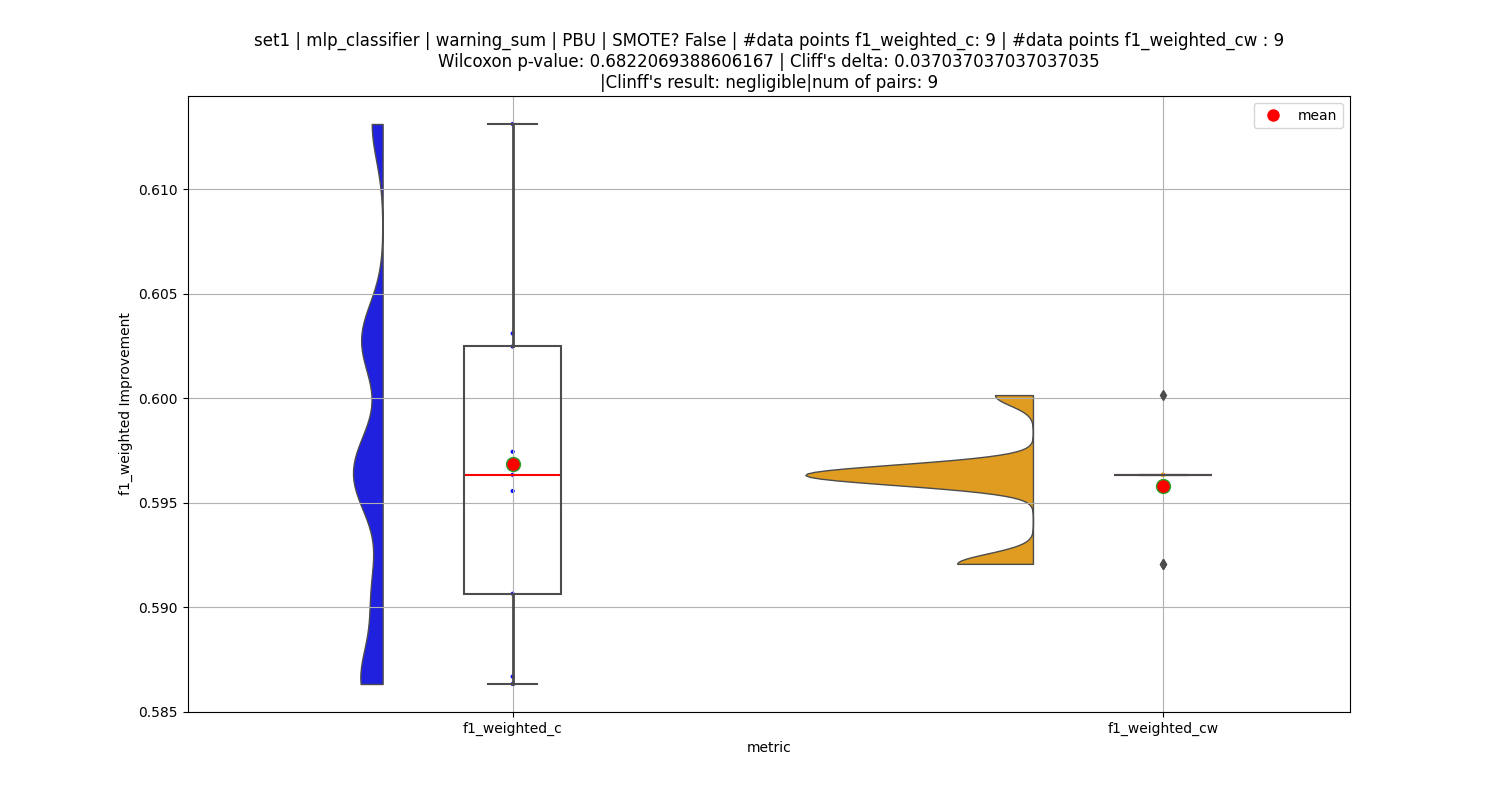 set1 | mlp_classifier | warning_sum | PBU | SMOTE? False | #data points f1_weighted_c: 9 | #data points f1_weighted_cw : 9
Wilcoxon p-value: 0.6822069388606167 | Cliff's delta: 0.037037037037037035
|Clinff's result: negligible|num of pairs: 9
mean
0.610
0.605
0.600
0.595
0.590
0.585
f1_weighted Improvement
f1_weighted_c
f1_weighted_cw
metric